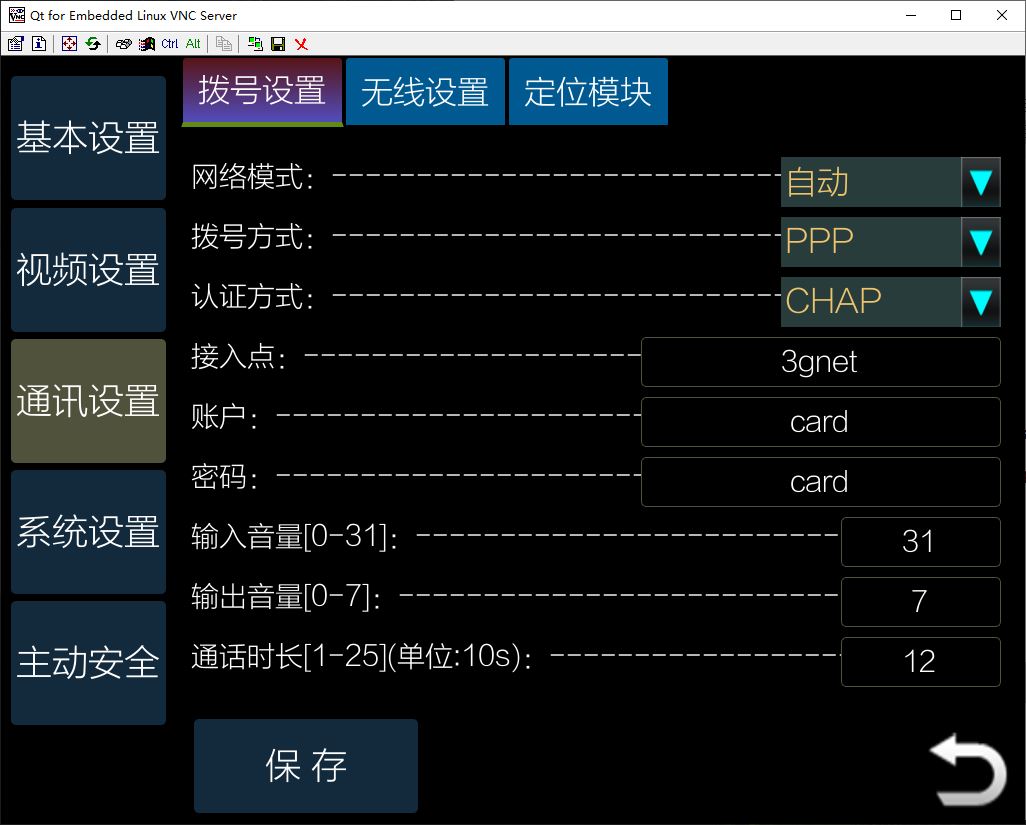 Qt for Embedded Linux VNC Server
Ctrl Alt
基本设置
视频设置
通讯设置
系统设置
主动安全
拨号设置 无线设置 定位模块
网络模式: 自动
拨号方式: PPP
认证方式: CHAP
接入点: 3gnet
账户: card
密码: card
输入音量[0-31]: 31
输出音量[0-7]: 7
通话时长[1-25](单位:10s): 12
保 存